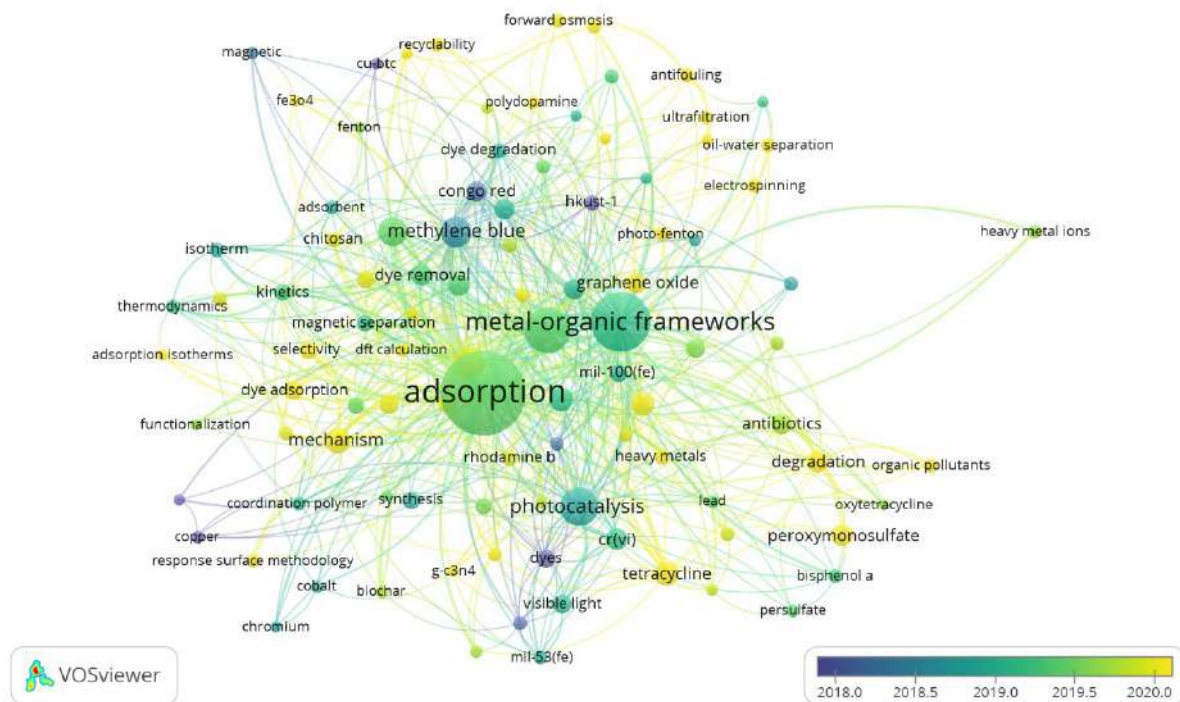 forward osmosis
magnetic
recyclability
cu-btc
antifouling
fe3o4
polydopamine
ultrafiltration
fenton
dye degradation
oil-water separation
congo red
electrospinning
hkust-1
adsorbent
methylene blue
heavy metal ions
chitosan
photo-fenton
isotherm
dye removal
graphene oxide
kinetics
thermodynamics
magnetic separation
metal-organic frameworks
adsorption isotherms
selectivity
dft calculation
mil-100(fe)
dye adsorption
adsorption
functionalization
antibiotics
mechanism
rhodamine b
heavy metals
degradation
organic pollutants
coordination polymer
synthesis
photocatalysis
lead
oxytetracycline
copper
cr(vi)
peroxymonosulfate
response surface methodology
dyes
g-c3n4
tetracycline
bisphenol a
cobalt
biochar
visible light
persulfate
chromium
mil-53(fe)
VOSviewer
2018.0 2018.5 2019.0 2019.5 2020.0